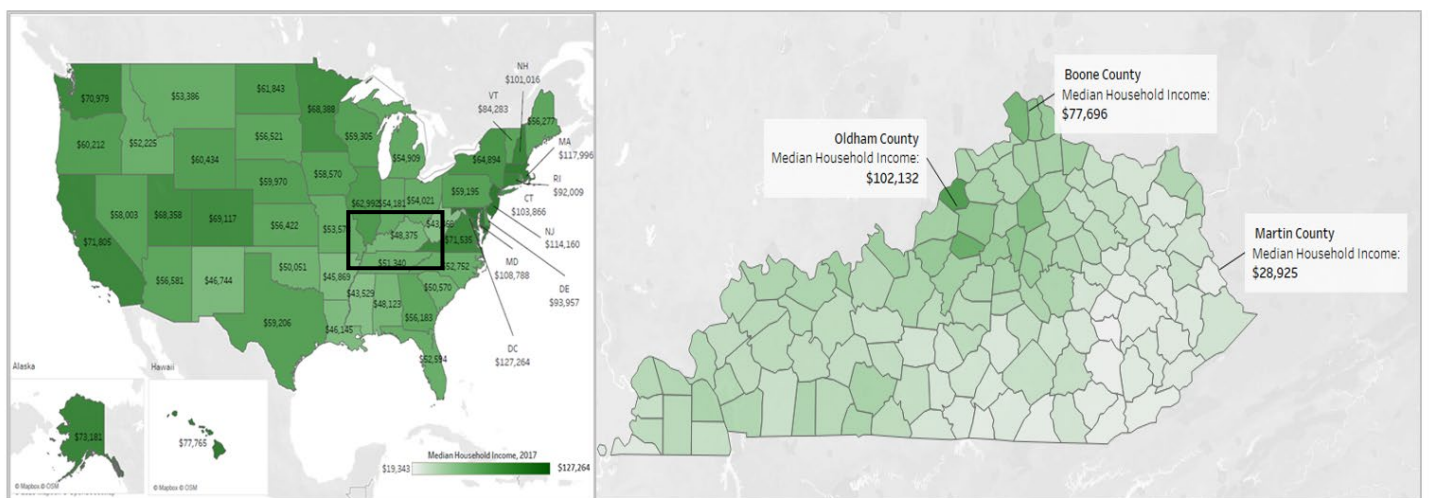 NH
$101,016
VT
$84,283
$70,979
$53,386
$61,843
$68,388
$56,277
$60,212
$52,225
$56,521
$59,305
$54,909
$64,894
MA
$117,996
$60,434
$58,570
$59,195
RI
$92,009
$59,970
$62,992
$54,181
$54,021
CT
$103,866
$58,003
$68,358
$69,117
$56,422
$48,375
$71,535
NJ
$114,160
$71,805
$51,340
$52,752
MD
$108,788
$56,581
$46,744
$50,051
$45,869
$50,570
DE
$93,957
$43,529
$48,123
$56,183
$59,206
$46,145
$52,594
DC
$127,264
Alaska
Hawaii
$73,181
$77,765
Median Household Income, 2017
$19,343
$127,264
© Mapbox © OSM
© Mapbox © OSM
Boone County
Median Household Income:
$77,696
Oldham County
Median Household Income:
$102,132
Martin County
Median Household Income:
$28,925